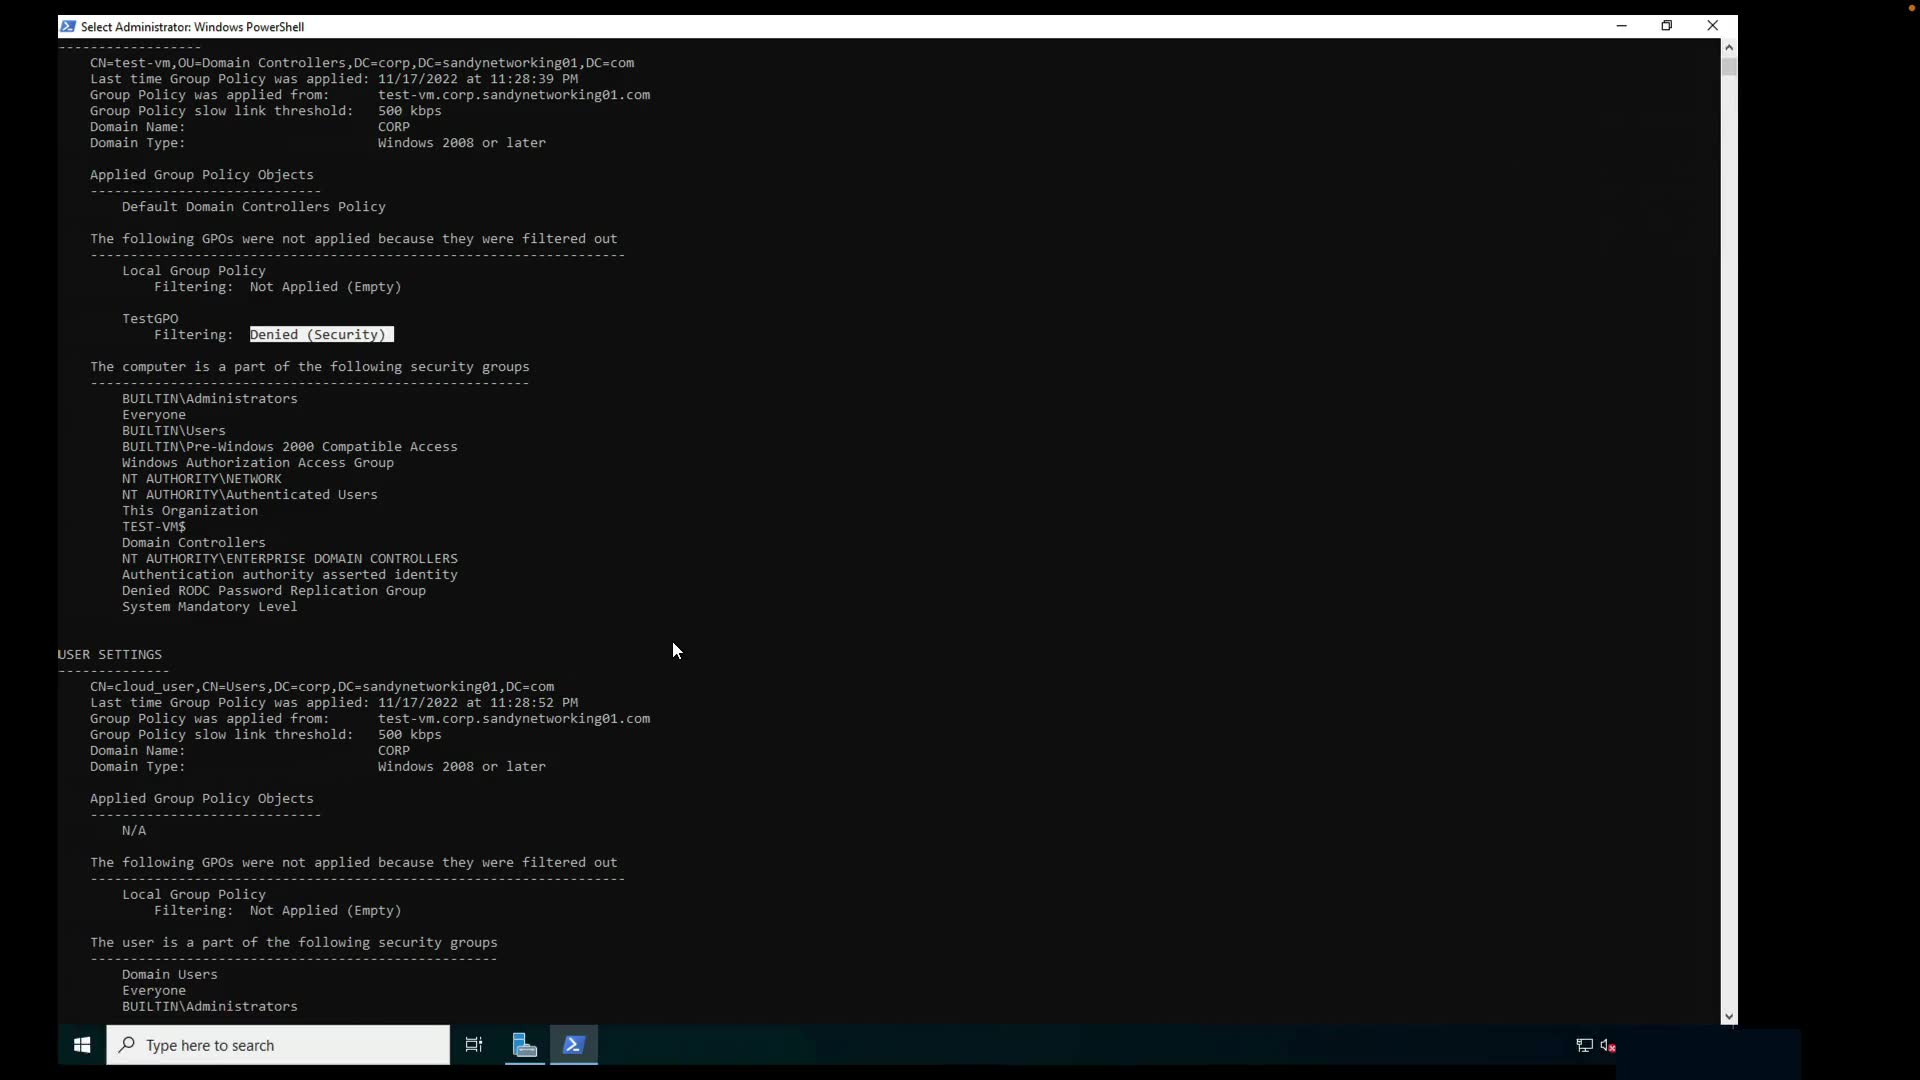 Select Administrator: Windows PowerShell
------------------
CN=test-vm,OU=Domain Controllers,DC=corp,DC=sandynetworking01,DC=com
Last time Group Policy was applied: 11/17/2022 at 11:28:39 PM
Group Policy was applied from:      test-vm.corp.sandynetworking01.com
Group Policy slow link threshold:   500 kbps
Domain Name:                        CORP
Domain Type:                        Windows 2008 or later
Applied Group Policy Objects
-----------------------------
Default Domain Controllers Policy
The following GPOs were not applied because they were filtered out
-------------------------------------------------------------------
Local Group Policy
Filtering:  Not Applied (Empty)
TestGPO
Filtering:  Denied (Security)
The computer is a part of the following security groups
-------------------------------------------------------
BUILTIN\Administrators
Everyone
BUILTIN\Users
BUILTIN\Pre-Windows 2000 Compatible Access
Windows Authorization Access Group
NT AUTHORITY\NETWORK
NT AUTHORITY\Authenticated Users
This Organization
TEST-VM$
Domain Controllers
NT AUTHORITY\ENTERPRISE DOMAIN CONTROLLERS
Authentication authority asserted identity
Denied RODC Password Replication Group
System Mandatory Level
USER SETTINGS
--------------
CN=cloud_user,CN=Users,DC=corp,DC=sandynetworking01,DC=com
Last time Group Policy was applied: 11/17/2022 at 11:28:52 PM
Group Policy was applied from:      test-vm.corp.sandynetworking01.com
Group Policy slow link threshold:   500 kbps
Domain Name:                        CORP
Domain Type:                        Windows 2008 or later
Applied Group Policy Objects
-----------------------------
N/A
The following GPOs were not applied because they were filtered out
-------------------------------------------------------------------
Local Group Policy
Filtering:  Not Applied (Empty)
The user is a part of the following security groups
---------------------------------------------------
Domain Users
Everyone
BUILTIN\Administrators
Type here to search